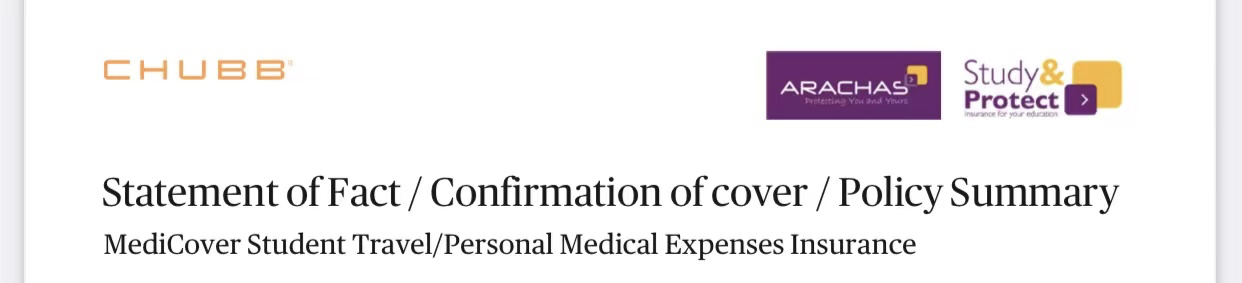 CHUBB®
ARACHAS
Protecting You and Yours
Study&
Protect
Insurance for your education
Statement of Fact / Confirmation of cover / Policy Summary
MediCover Student Travel/Personal Medical Expenses Insurance